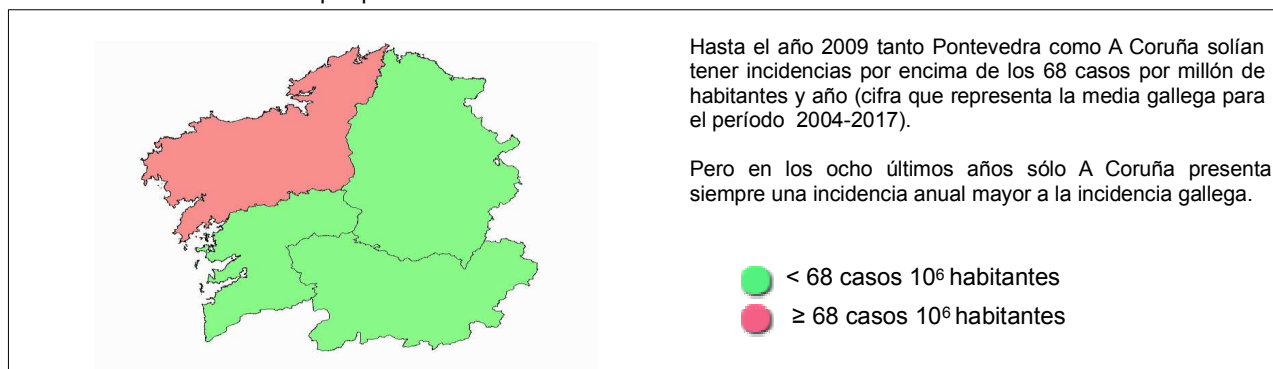 Hasta el año 2009 tanto Pontevedra como A Coruña solían
tener incidencias por encima de los 68 casos por millón de
habitantes y año (cifra que representa la media gallega para
el período 2004-2017).
Pero en los ocho últimos años sólo A Coruña presenta
siempre una incidencia anual mayor a la incidencia gallega.
< 68 casos 10⁶ habitantes
≥ 68 casos 10⁶ habitantes